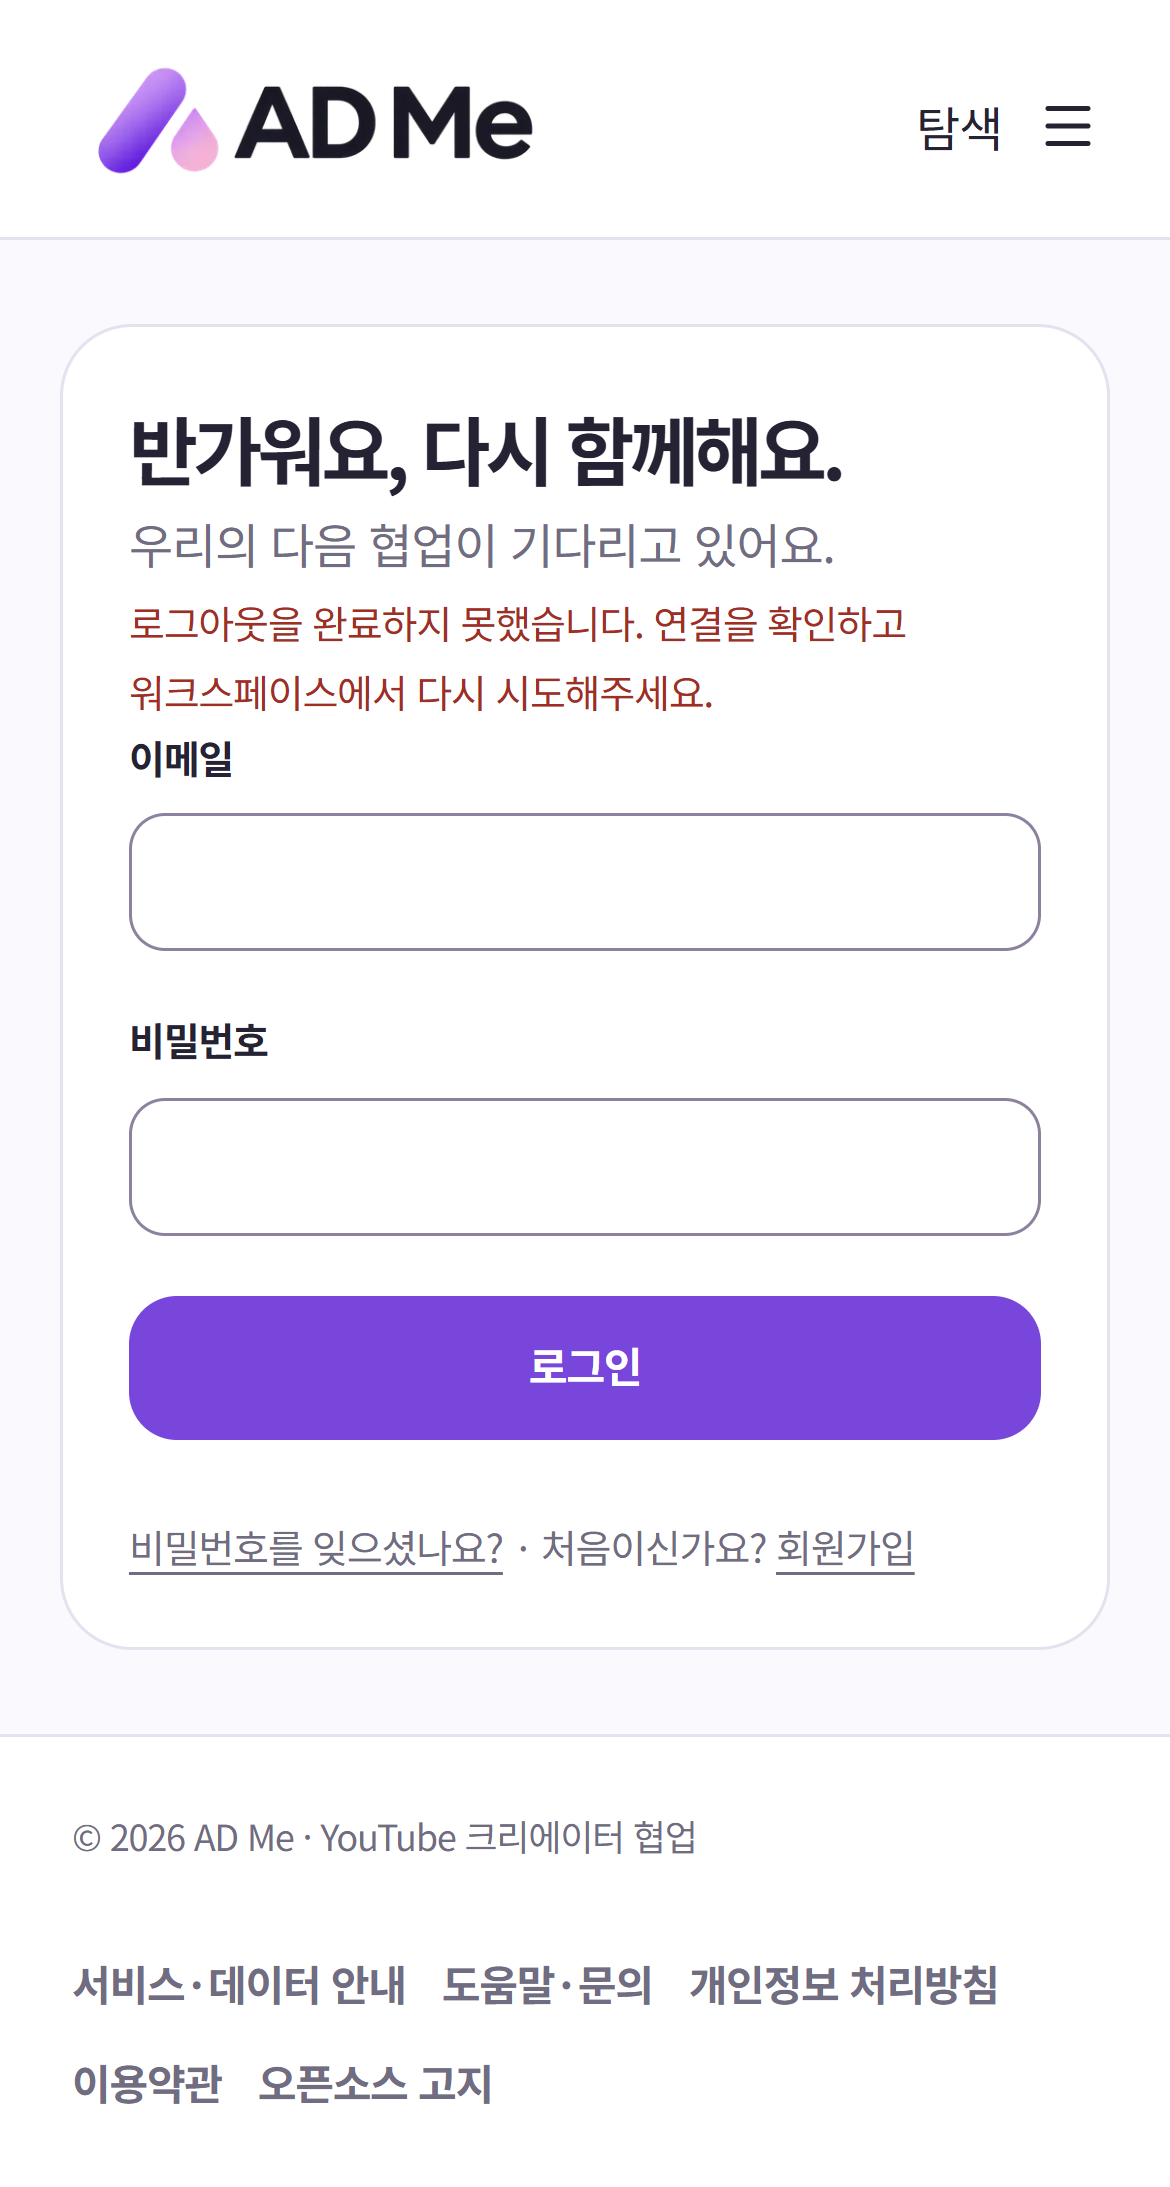 AD Me
탐색
반가워요, 다시 함께해요.
우리의 다음 협업이 기다리고 있어요.
로그아웃을 완료하지 못했습니다. 연결을 확인하고
워크스페이스에서 다시 시도해주세요.
이메일
비밀번호
로그인
비밀번호를 잊으셨나요? · 처음이신가요? 회원가입
© 2026 AD Me · YouTube 크리에이터 협업
서비스·데이터 안내 도움말·문의 개인정보 처리방침
이용약관 오픈소스 고지